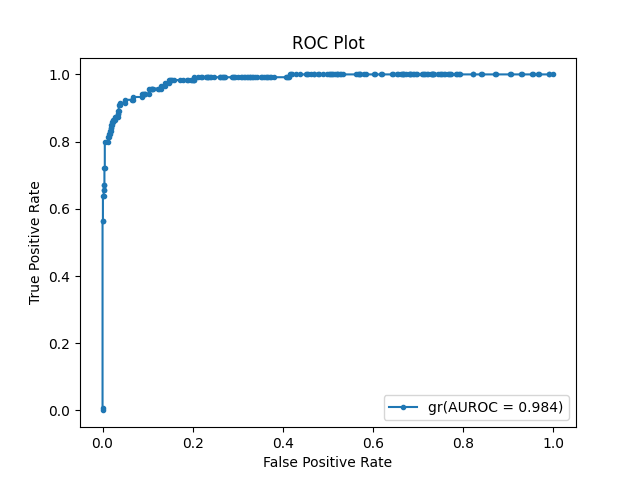 ROC Plot
True Positive Rate
1.0
0.8
0.6
0.4
0.2
0.0
gr(AUROC = 0.984)
0.0 0.2 0.4 0.6 0.8 1.0
False Positive Rate